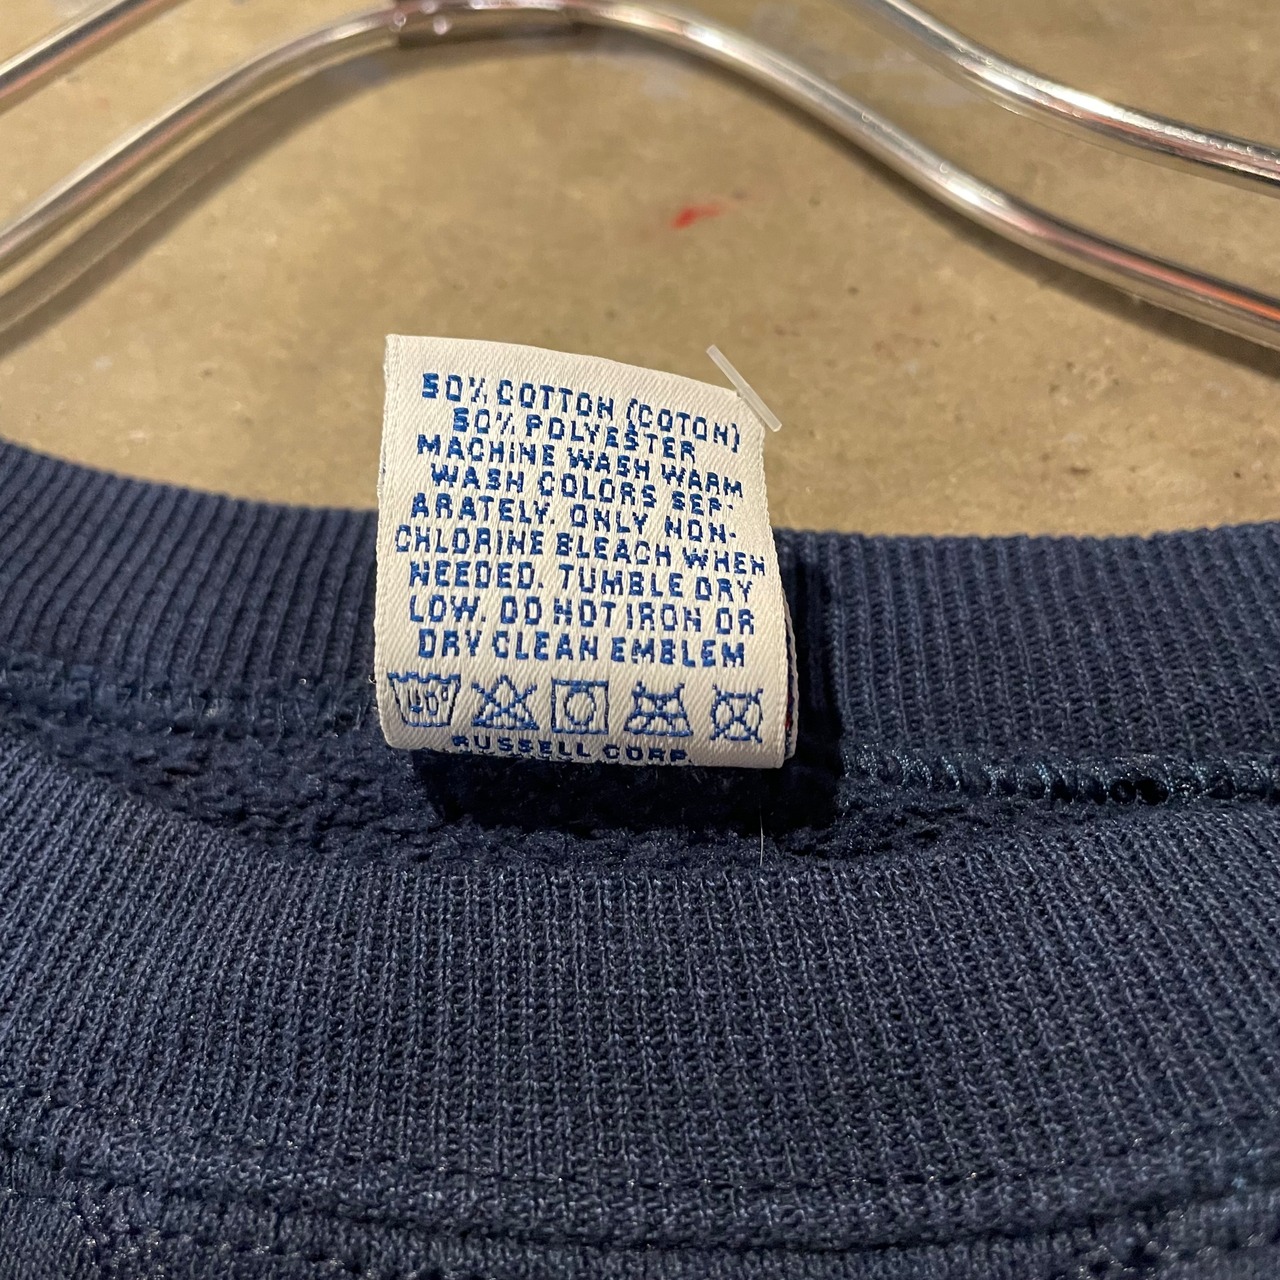 50% COTTON (COTON)
50% POLYESTER
MACHINE WASH WARM
WASH COLORS SEP-
ARATELY. ONLY NON-
CHLORINE BLEACH WHEN
NEEDED. TUMBLE DRY
LOW. DO NOT IRON OR
DRY CLEAN EMBLEM
40°
RUSSELL CORP.